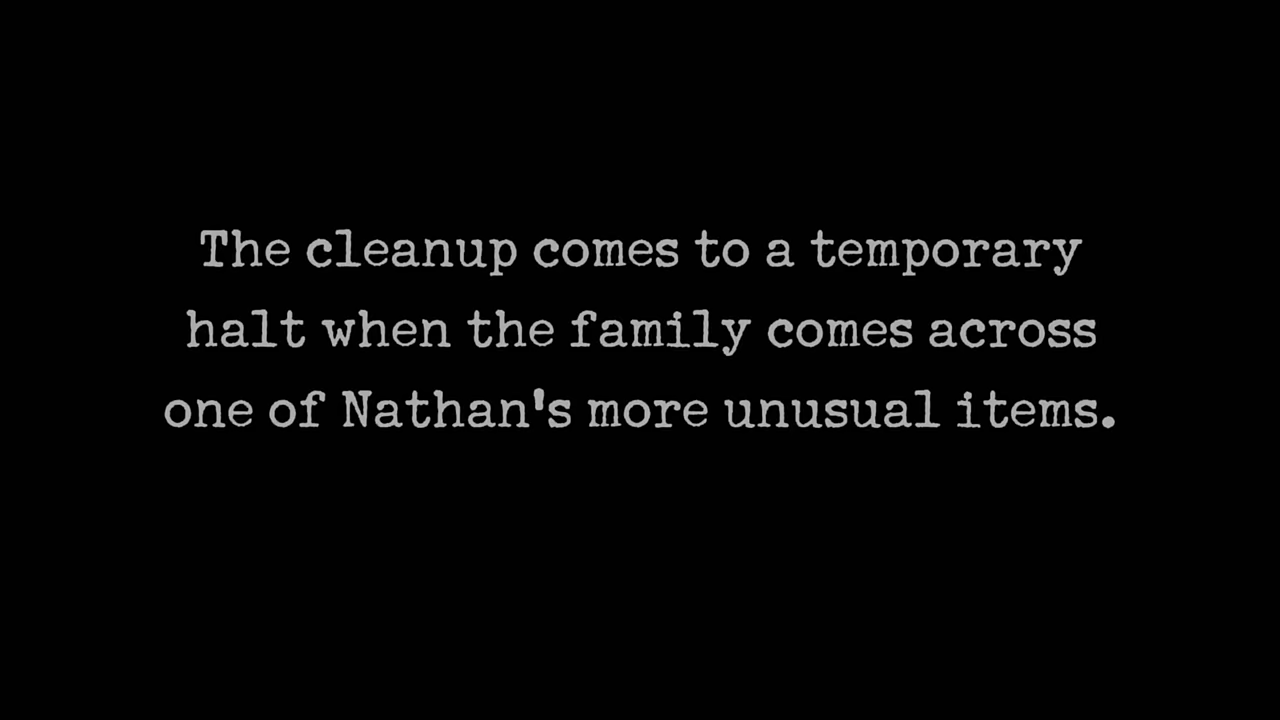 The cleanup comes to a temporary
halt when the family comes across
one of Nathan's more unusual items.